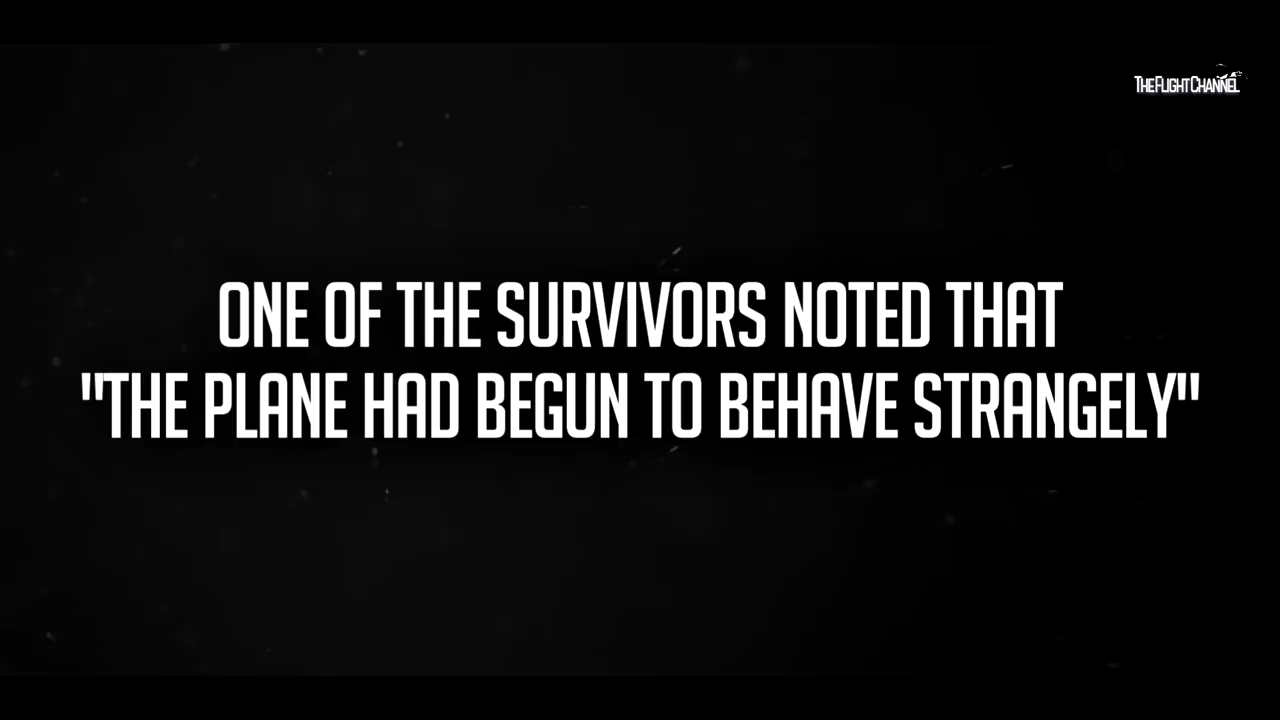 THEFLIGHTCHANNEL
ONE OF THE SURVIVORS NOTED THAT
"THE PLANE HAD BEGUN TO BEHAVE STRANGELY"